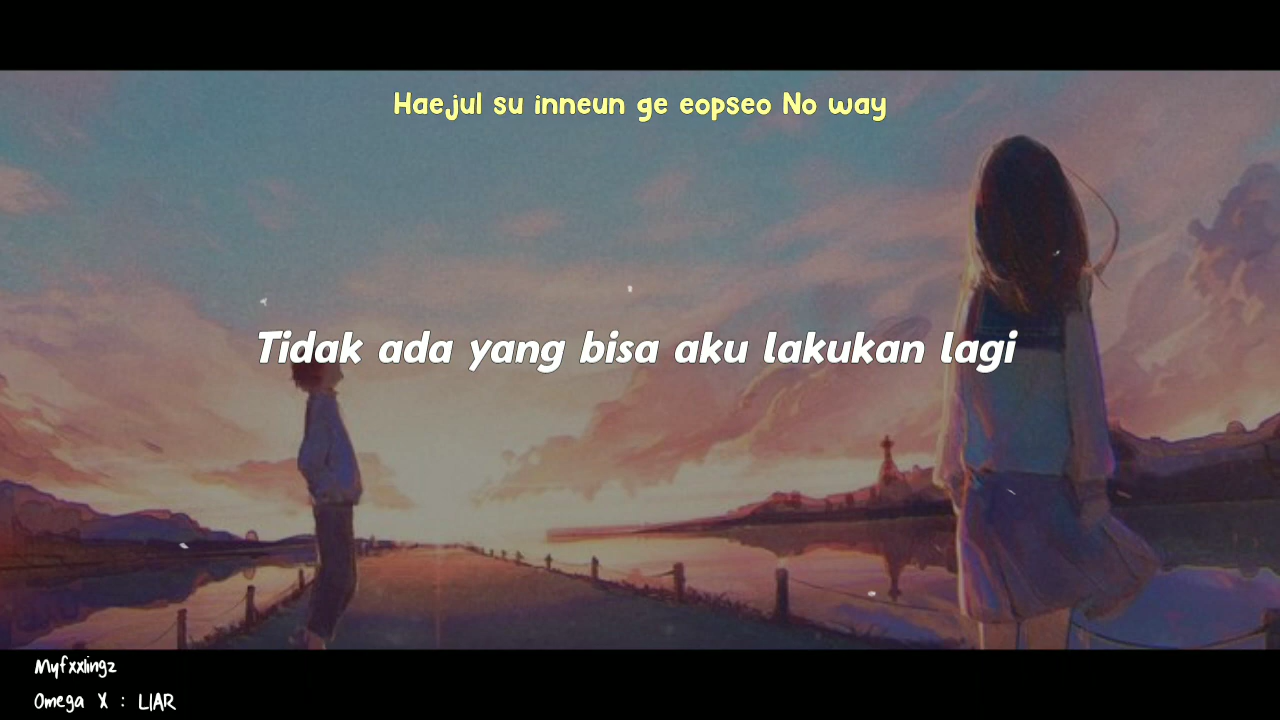 Haejul su inneun ge eopseo No way
Tidak ada yang bisa aku lakukan lagi
Myfxxlingz
Omega X : LIAR